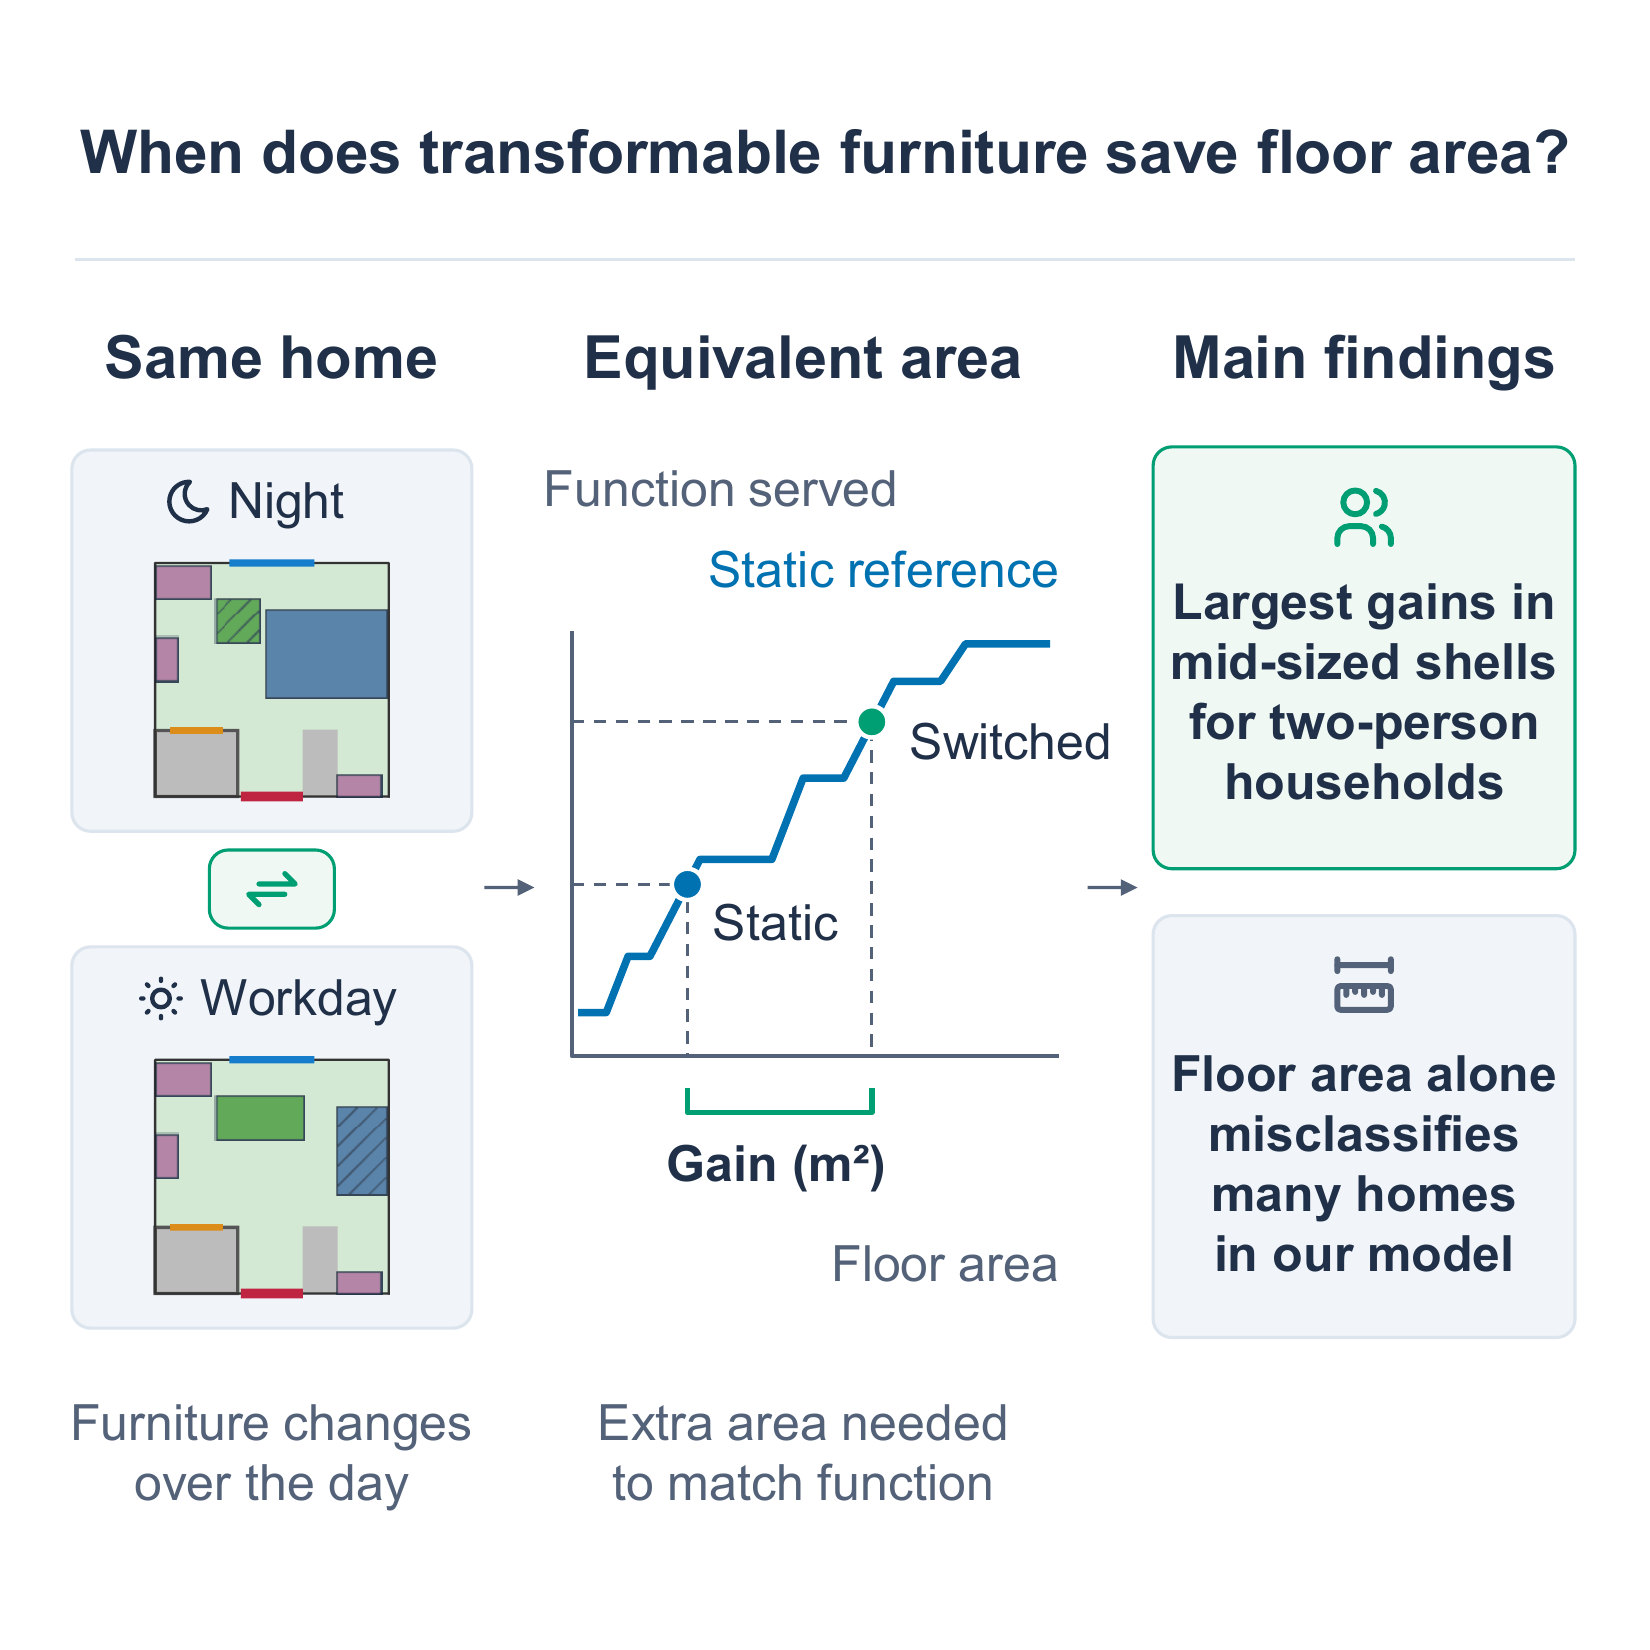 When does transformable furniture save floor area?
Same home
Night
Workday
Furniture changes
over the day
Equivalent area
Function served
Static reference
Switched
Static
Gain (m²)
Floor area
Extra area needed
to match function
Main findings
Largest gains in
mid-sized shells
for two-person
households
Floor area alone
misclassifies
many homes
in our model